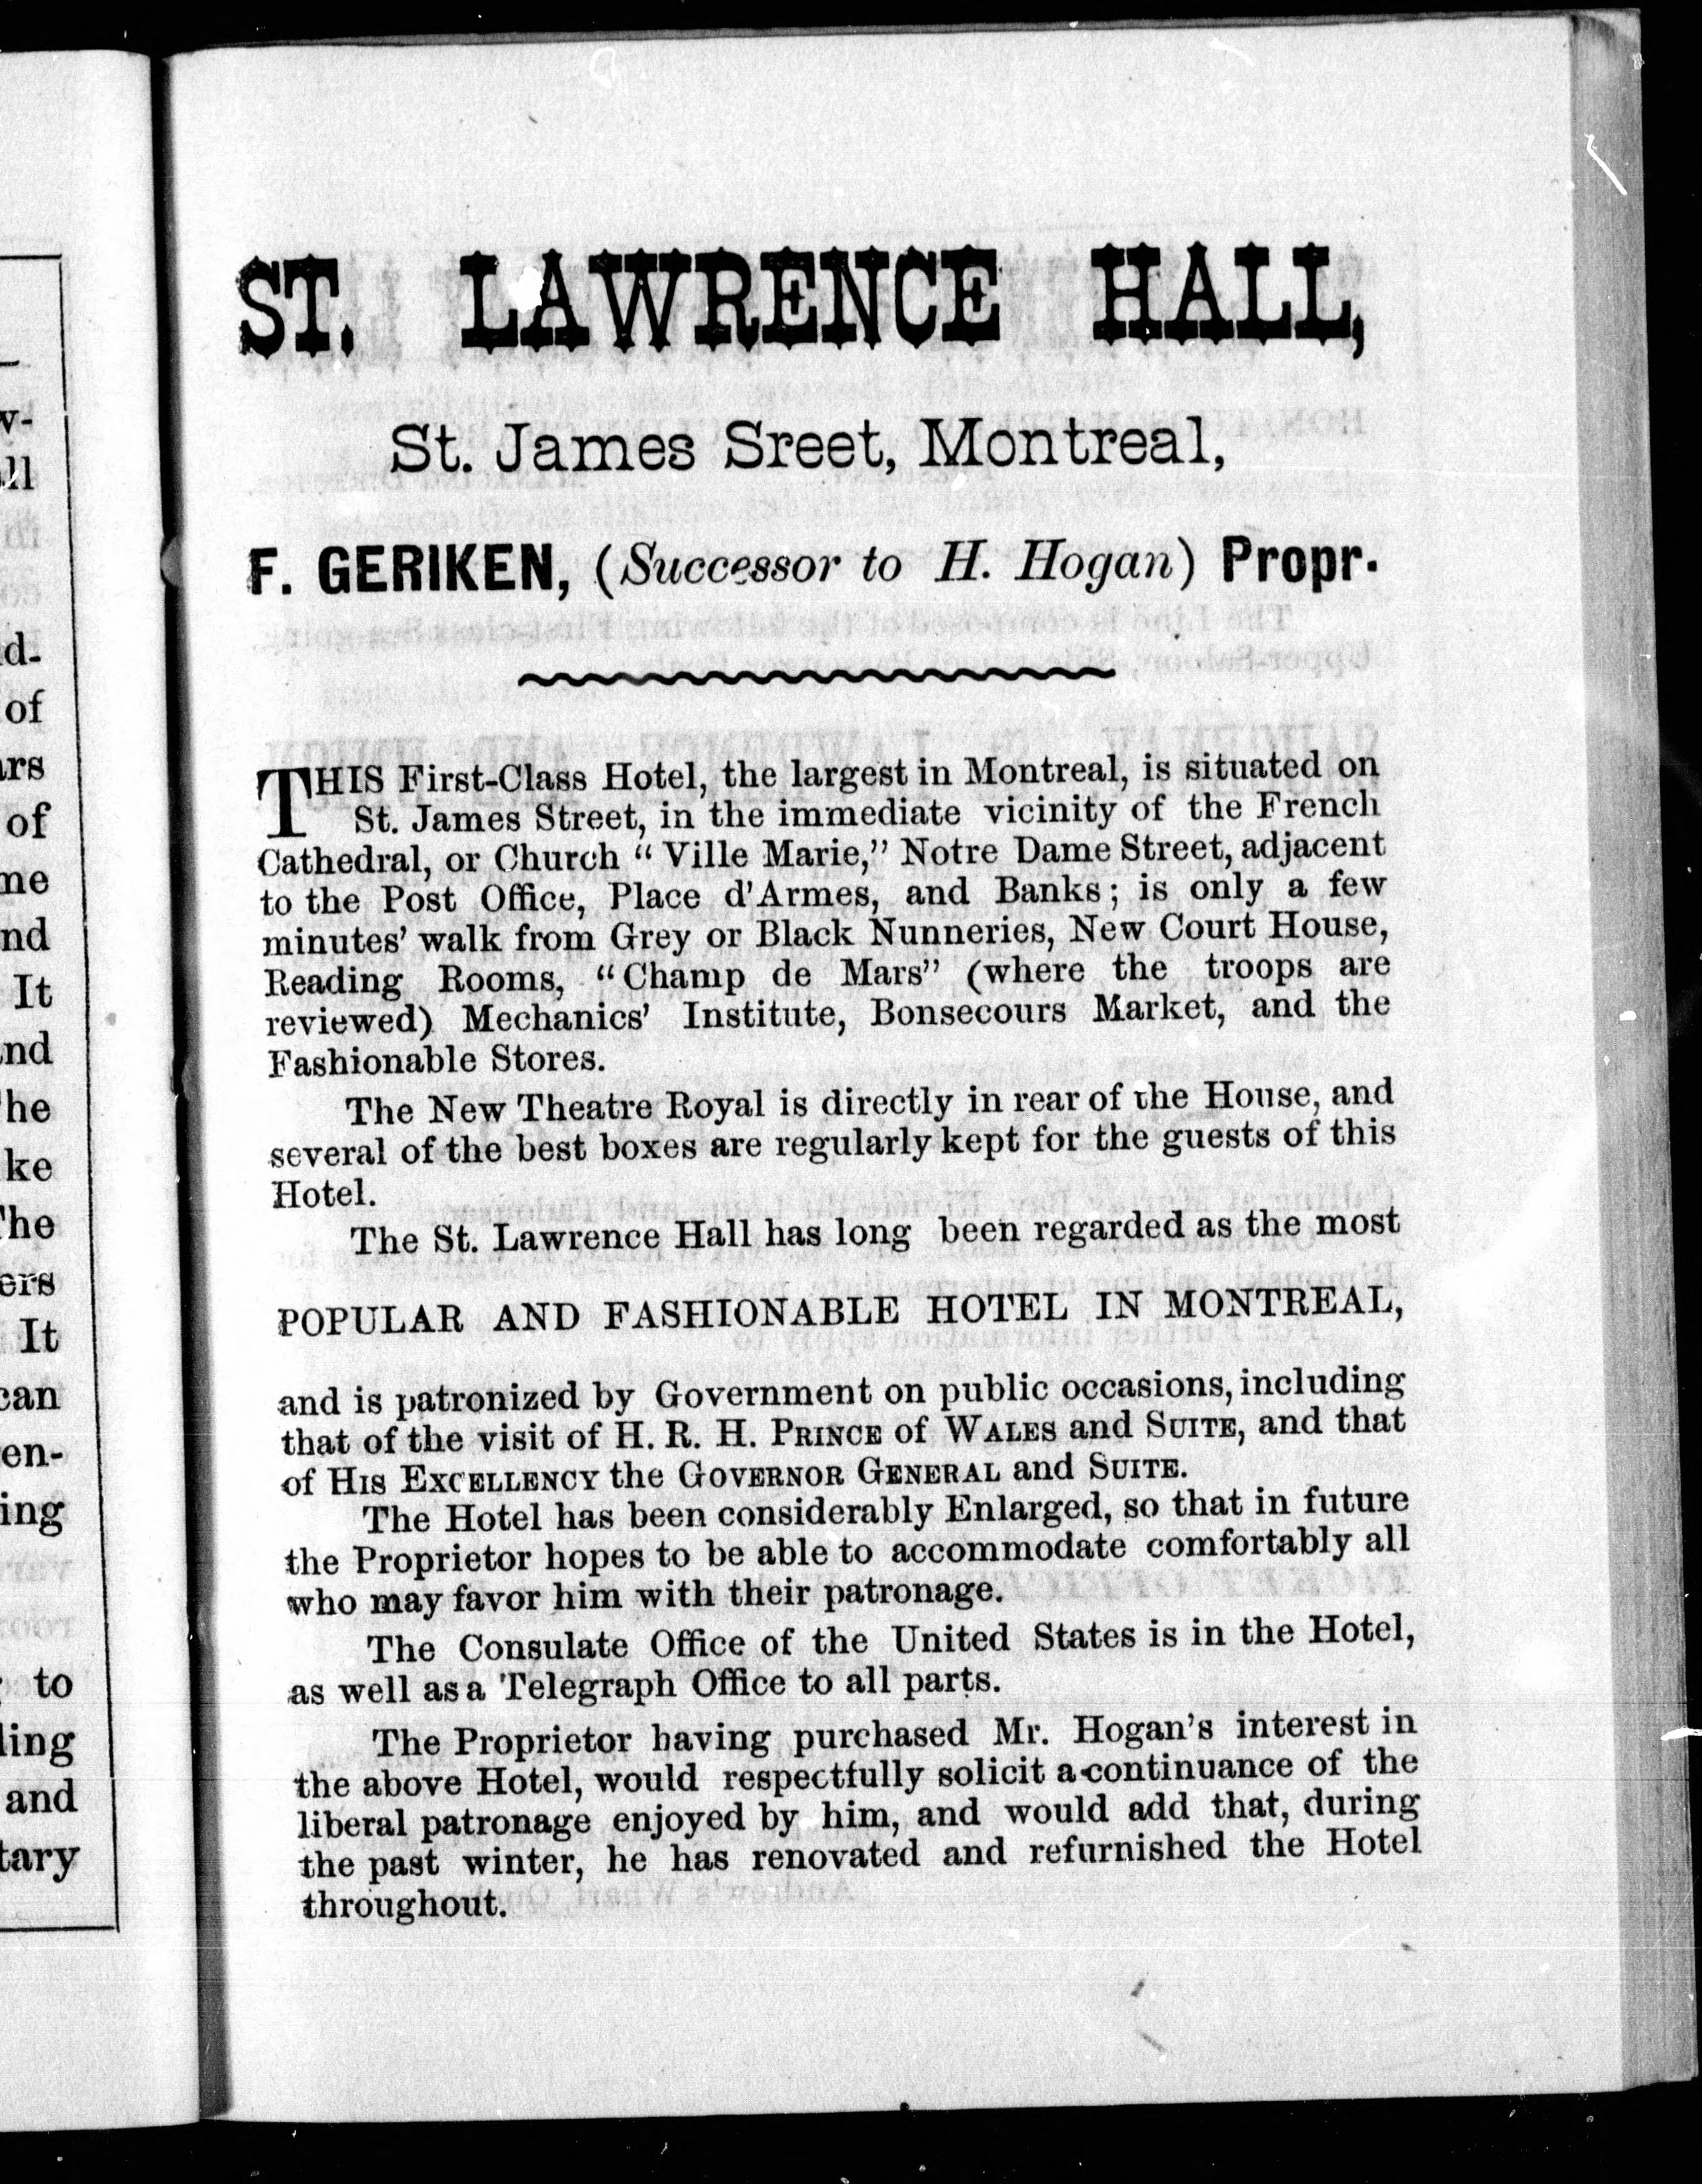 ST. LAWRENCE HALL,
St. James Sreet, Montreal,
F. GERIKEN, (Successor to H. Hogan) Propr.
THIS First-Class Hotel, the largest in Montreal, is situated on
St. James Street, in the immediate vicinity of the French
Cathedral, or Church “ Ville Marie,” Notre Dame Street, adjacent
to the Post Office, Place d'Armes, and Banks; is only a few
minutes’ walk from Grey or Black Nunneries, New Court House,
Reading Rooms, “Champ de Mars” (where the troops are
reviewed) Mechanics’ Institute, Bonsecours Market, and the
Fashionable Stores.
The New Theatre Royal is directly in rear of the House, and
several of the best boxes are regularly kept for the guests of this
Hotel.
The St. Lawrence Hall has long been regarded as the most
POPULAR AND FASHIONABLE HOTEL IN MONTREAL,
and is patronized by Government on public occasions, including
that of the visit of H. R. H. PRINCE of WALES and SUITE, and that
of HIS EXCELLENCY the GOVERNOR GENERAL and SUITE.
The Hotel has been considerably Enlarged, so that in future
the Proprietor hopes to be able to accommodate comfortably all
who may favor him with their patronage.
The Consulate Office of the United States is in the Hotel,
as well as a Telegraph Office to all parts.
The Proprietor having purchased Mr. Hogan’s interest in
the above Hotel, would respectfully solicit a continuance of the
liberal patronage enjoyed by him, and would add that, during
the past winter, he has renovated and refurnished the Hotel
throughout.